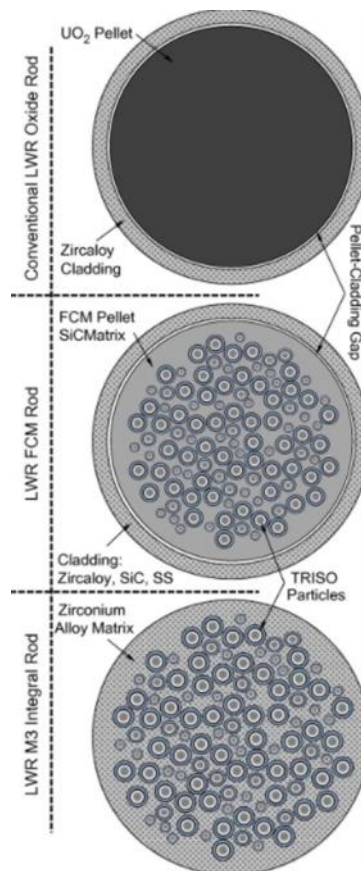 Conventional LWR Oxide Rod
UO₂ Pellet
Zircaloy
Cladding
Pellet-Cladding Gap
LWR FCM Rod
FCM Pellet
SiCMatrix
Cladding:
Zircaloy, SiC, SS
TRISO
Particles
LWR M3 Integral Rod
Zirconium
Alloy Matrix